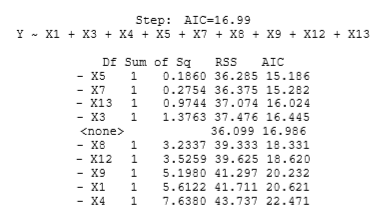 Step: AIC=16.99
Y ~ X1 + X3 + X4 + X5 + X7 + X8 + X9 + X12 + X13
Df Sum of Sq RSS AIC
- X5 1 0.1860 36.285 15.186
- X7 1 0.2754 36.375 15.282
- X13 1 0.9744 37.074 16.024
- X3 1 1.3763 37.476 16.445
<none> 36.099 16.986
- X8 1 3.2337 39.333 18.331
- X12 1 3.5259 39.625 18.620
- X9 1 5.1980 41.297 20.232
- X1 1 5.6122 41.711 20.621
- X4 1 7.6380 43.737 22.471